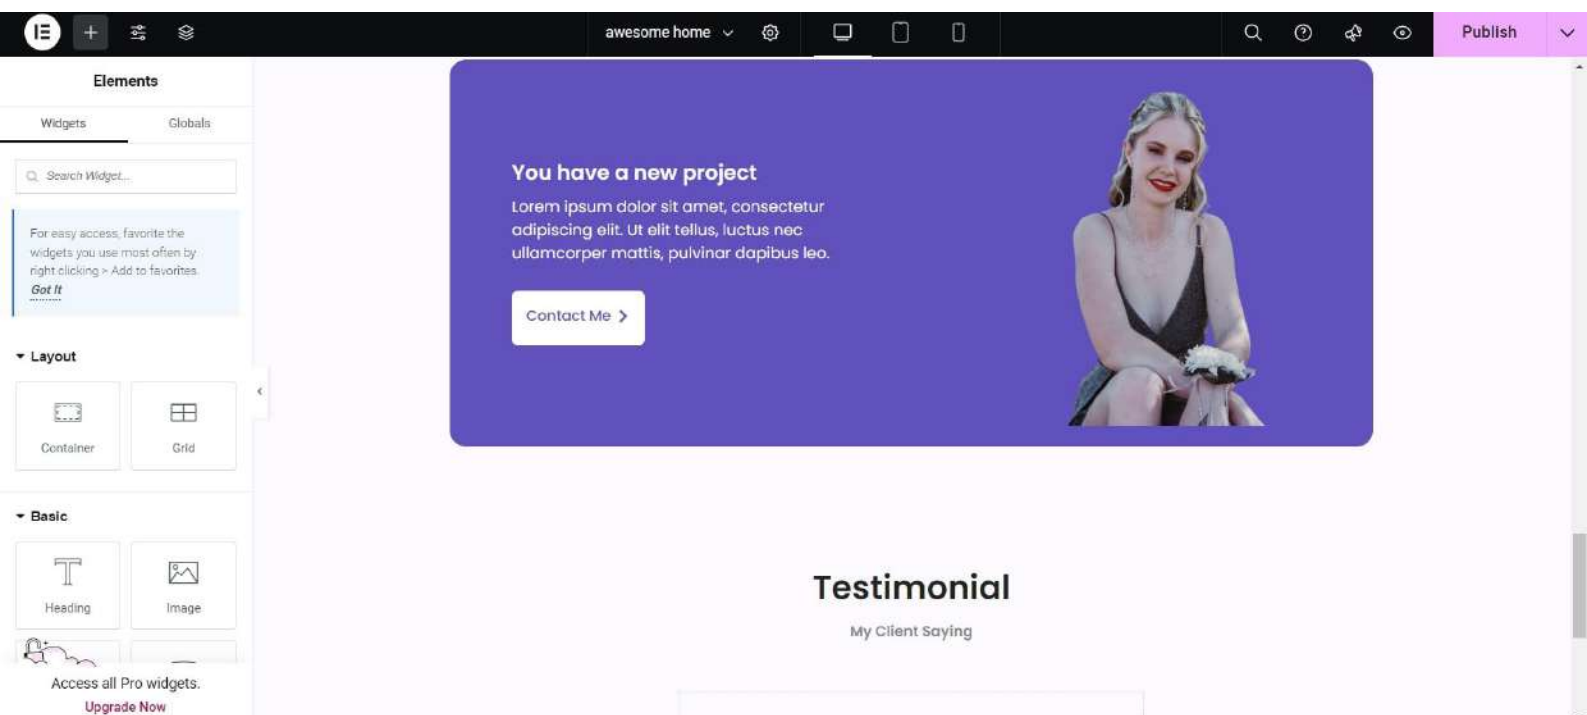 awesome home
Publish
Elements
Widgets
Globals
Search Widget...
For easy access, favorite the
widgets you use most often by
right clicking > Add to favorites.
Got It
Layout
Container
Grid
Basic
Heading
Image
Access all Pro widgets.
Upgrade Now
You have a new project
Lorem ipsum dolor sit amet, consectetur
adipiscing elit. Ut elit tellus, luctus nec
ullamcorper mattis, pulvinar dapibus leo.
Contact Me
Testimonial
My Client Saying